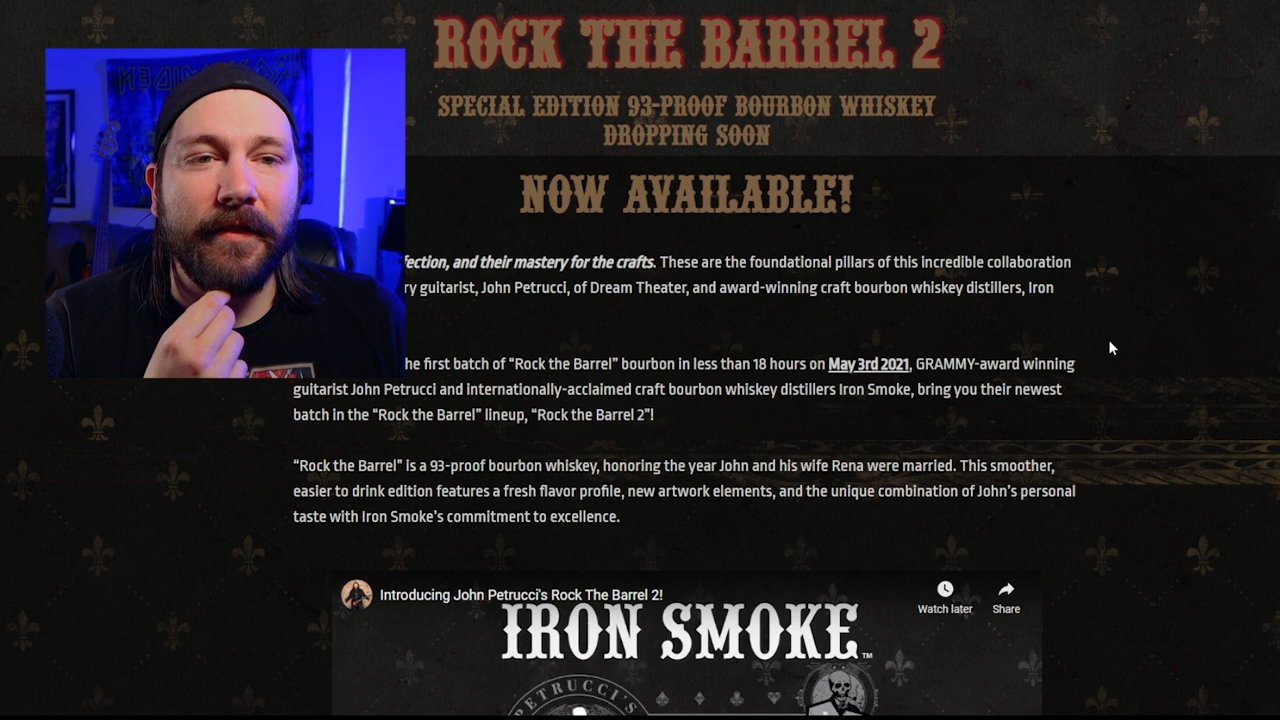 ROCK THE BARREL 2
SPECIAL EDITION 93-PROOF BOURBON WHISKEY
DROPPING SOON
NOW AVAILABLE!
fection, and their mastery for the crafts. These are the foundational pillars of this incredible collaboration
ry guitarist, John Petrucci, of Dream Theater, and award-winning craft bourbon whiskey distillers, Iron
he first batch of “Rock the Barrel” bourbon in less than 18 hours on May 3rd 2021, GRAMMY-award winning
guitarist John Petrucci and internationally-acclaimed craft bourbon whiskey distillers Iron Smoke, bring you their newest
batch in the “Rock the Barrel” lineup, “Rock the Barrel 2”!
“Rock the Barrel” is a 93-proof bourbon whiskey, honoring the year John and his wife Rena were married. This smoother,
easier to drink edition features a fresh flavor profile, new artwork elements, and the unique combination of John’s personal
taste with Iron Smoke’s commitment to excellence.
Introducing John Petrucci's Rock The Barrel 2!
Watch later
Share
IRON SMOKE™
PETRUCCI'S